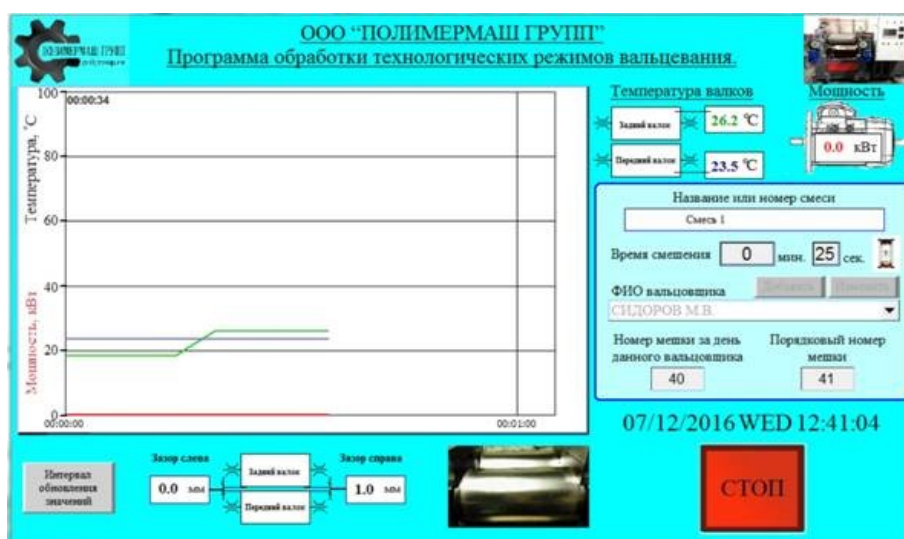 ООО “ПОЛИМЕРМАШ ГРУПП”
Программа обработки технологических режимов вальцевания.
ПОЛИМЕРМАШ ГРУПП
Температура валков
Мощность
Задний валок
26.2 °C
Передний валок
23.5 °C
0.0 кВт
00:00:34
Температура, °C
Мощность, кВт
100
80
60
40
20
0
00:00:00
00:01:00
Название или номер смеси
Смесь 1
Время смешения 0 мин. 25 сек.
ФИО вальцовщика
Добавить
Изменить
СИДОРОВ М.В.
Номер мешки за день
данного вальцовщика
Порядковый номер
мешки
40
41
07/12/2016 WED 12:41:04
Интервал
обновления
значений
Зазор слева
Зазор справа
0.0 мм
Задний валок
Передний валок
1.0 мм
СТОП